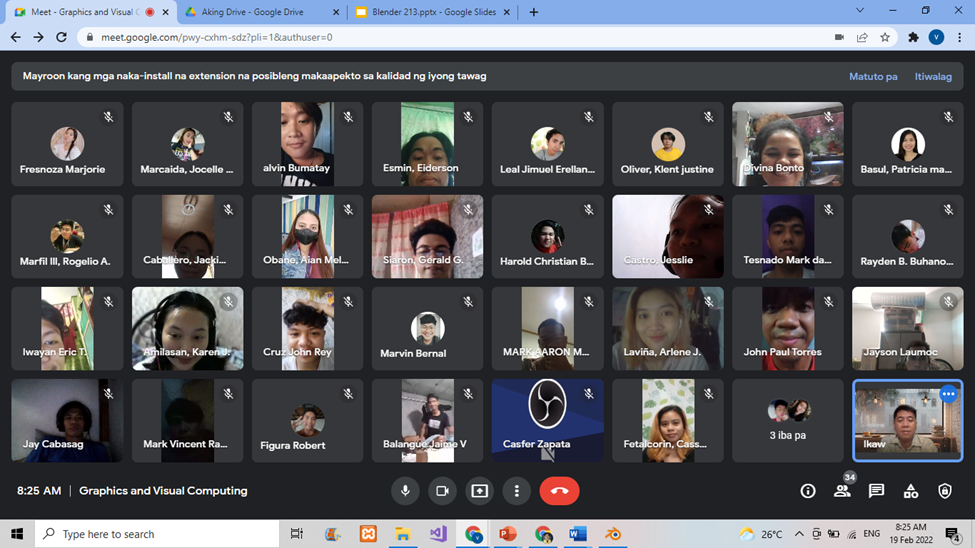 Meet - Graphics and Visual C
Aking Drive - Google Drive
Blender 213.pptx - Google Slides
meet.google.com/pwy-cxhm-sdz?pli=1&authuser=0
V
Mayroon kang mga naka-install na extension na posibleng makaapekto sa kalidad ng iyong tawag
Matuto pa
Itiwalag
Fresnoza Marjorie
Marcaida, Jocelle ...
alvin Bumatay
Esmin, Eiderson
Leal Jimuel Erellan...
Oliver, Klent justine
Divina Bonto
Basul, Patricia ma...
Marfil III, Rogelio A.
Caballero, Jacki...
Obane, Aian Mel...
Siaron, Gerald G.
Harold Christian B...
Castro, Jesslie
Tesnado Mark da...
Rayden B. Buhano...
Iwayan Eric T.
Amilasan, Karen J.
Cruz John Rey
Marvin Bernal
MARK AARON M...
Laviña, Arlene J.
John Paul Torres
Jayson Laumoc
Jay Cabasag
Mark Vincent Ra...
Figura Robert
Balangue Jaime V
Casfer Zapata
Fetalcorin, Cass...
3 iba pa
Ikaw
8:25 AM | Graphics and Visual Computing
34
Type here to search
26°C
ENG
8:25 AM
19 Feb 2022
4